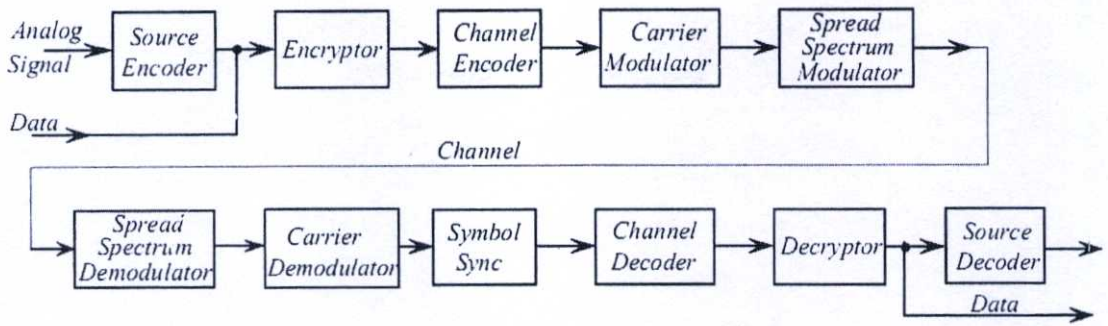 Analog
Signal
Source
Encoder
Encryptor
Channel
Encoder
Carrier
Modulator
Spread
Spectrum
Modulator
Data
Channel
Spread
Spectrum
Demodulator
Carrier
Demodulator
Symbol
Sync
Channel
Decoder
Decryptor
Source
Decoder
Data